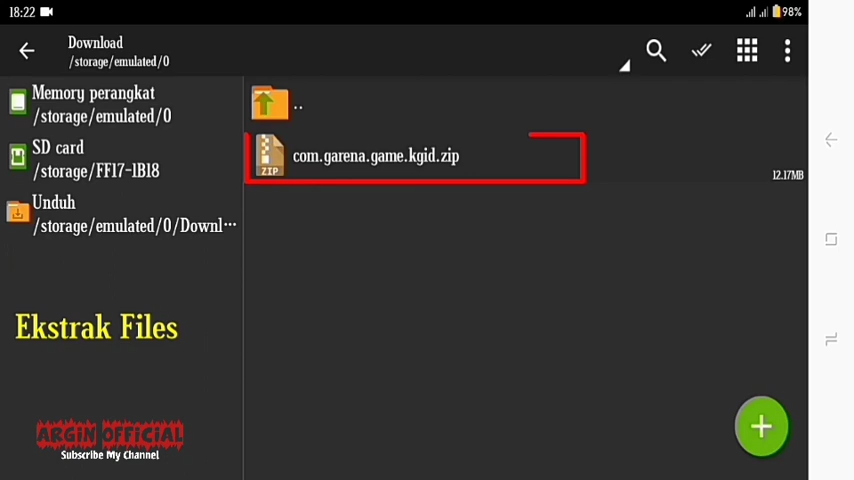 18:22
98%
Download
/storage/emulated/0
Memory perangkat
/storage/emulated/0
SD card
/storage/FF17-1B18
Unduh
/storage/emulated/0/Downl···
..
ZIP
com.garena.game.kgid.zip
12.17MB
Ekstrak Files
ARGIN OFFICIAL
Subscribe My Channel